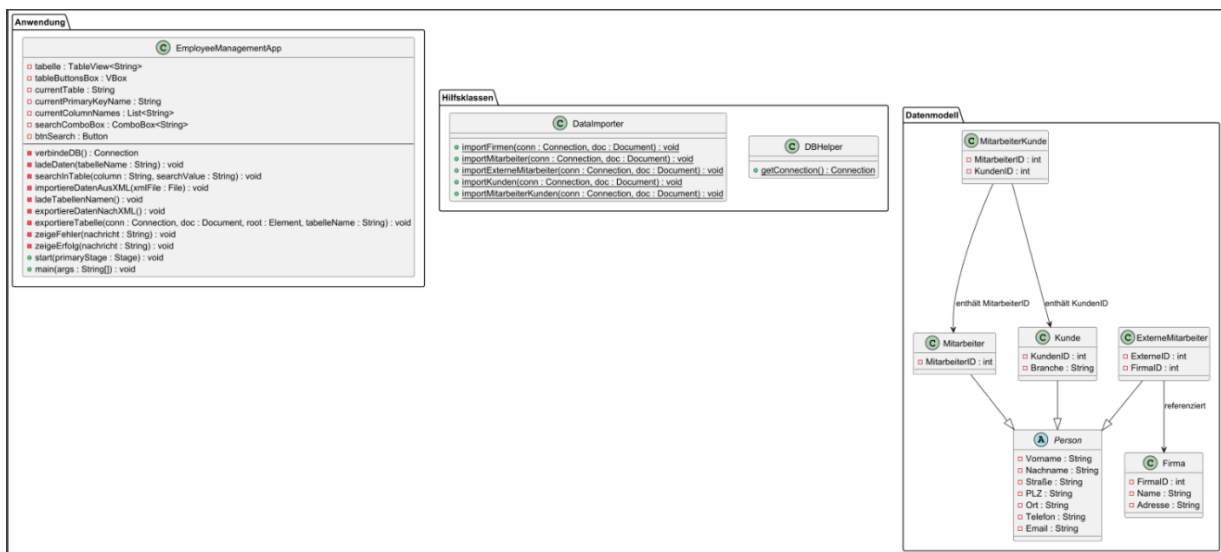 Anwendung
C EmployeeManagementApp
tabelle : TableView<String>
tableButtonsBox : VBox
currentTable : String
currentPrimaryKeyName : String
currentColumnNames : List<String>
searchComboBox : ComboBox<String>
btnSearch : Button
verbindeDB() : Connection
ladeDaten(tabelleName : String) : void
searchInTable(column : String, searchValue : String) : void
importiereDatenAusXML(xmlFile : File) : void
ladeTabellenNamen() : void
exportiereDatenNachXML() : void
exportiereTabelle(conn : Connection, doc : Document, root : Element, tabelleName : String) : void
zeigeFehler(nachricht : String) : void
zeigeErfolg(nachricht : String) : void
start(primaryStage : Stage) : void
main(args : String[]) : void
Hilfsklassen
C DataImporter
importFirmen(conn : Connection, doc : Document) : void
importMitarbeiter(conn : Connection, doc : Document) : void
importExterneMitarbeiter(conn : Connection, doc : Document) : void
importKunden(conn : Connection, doc : Document) : void
importMitarbeiterKunden(conn : Connection, doc : Document) : void
C DBHelper
getConnection() : Connection
Datenmodell
C MitarbeiterKunde
MitarbeiterID : int
KundenID : int
enthält MitarbeiterID
enthält KundenID
C Mitarbeiter
MitarbeiterID : int
C Kunde
KundenID : int
Branche : String
C ExterneMitarbeiter
ExterneID : int
FirmaID : int
referenziert
A Person
Vorname : String
Nachname : String
Straße : String
PLZ : String
Ort : String
Telefon : String
Email : String
C Firma
FirmaID : int
Name : String
Adresse : String